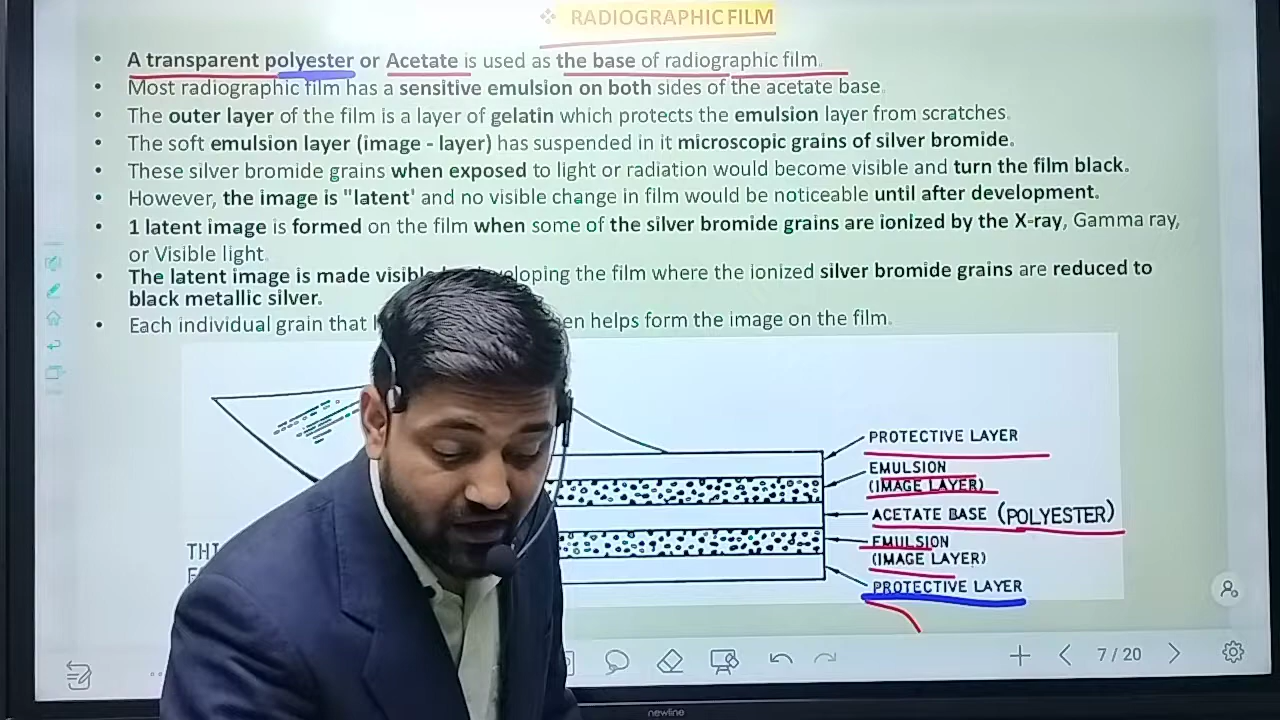 ❖ RADIOGRAPHIC FILM
• A transparent polyester or Acetate is used as the base of radiographic film.
• Most radiographic film has a sensitive emulsion on both sides of the acetate base.
• The outer layer of the film is a layer of gelatin which protects the emulsion layer from scratches.
• The soft emulsion layer (image - layer) has suspended in it microscopic grains of silver bromide.
• These silver bromide grains when exposed to light or radiation would become visible and turn the film black.
• However, the image is "latent' and no visible change in film would be noticeable until after development.
• 1 latent image is formed on the film when some of the silver bromide grains are ionized by the X-ray, Gamma ray,
or Visible light.
• The latent image is made visible developing the film where the ionized silver bromide grains are reduced to
black metallic silver.
• Each individual grain that helps form the image on the film.
PROTECTIVE LAYER
EMULSION
(IMAGE LAYER)
ACETATE BASE (POLYESTER)
EMULSION
(IMAGE LAYER)
PROTECTIVE LAYER
7 / 20
newline